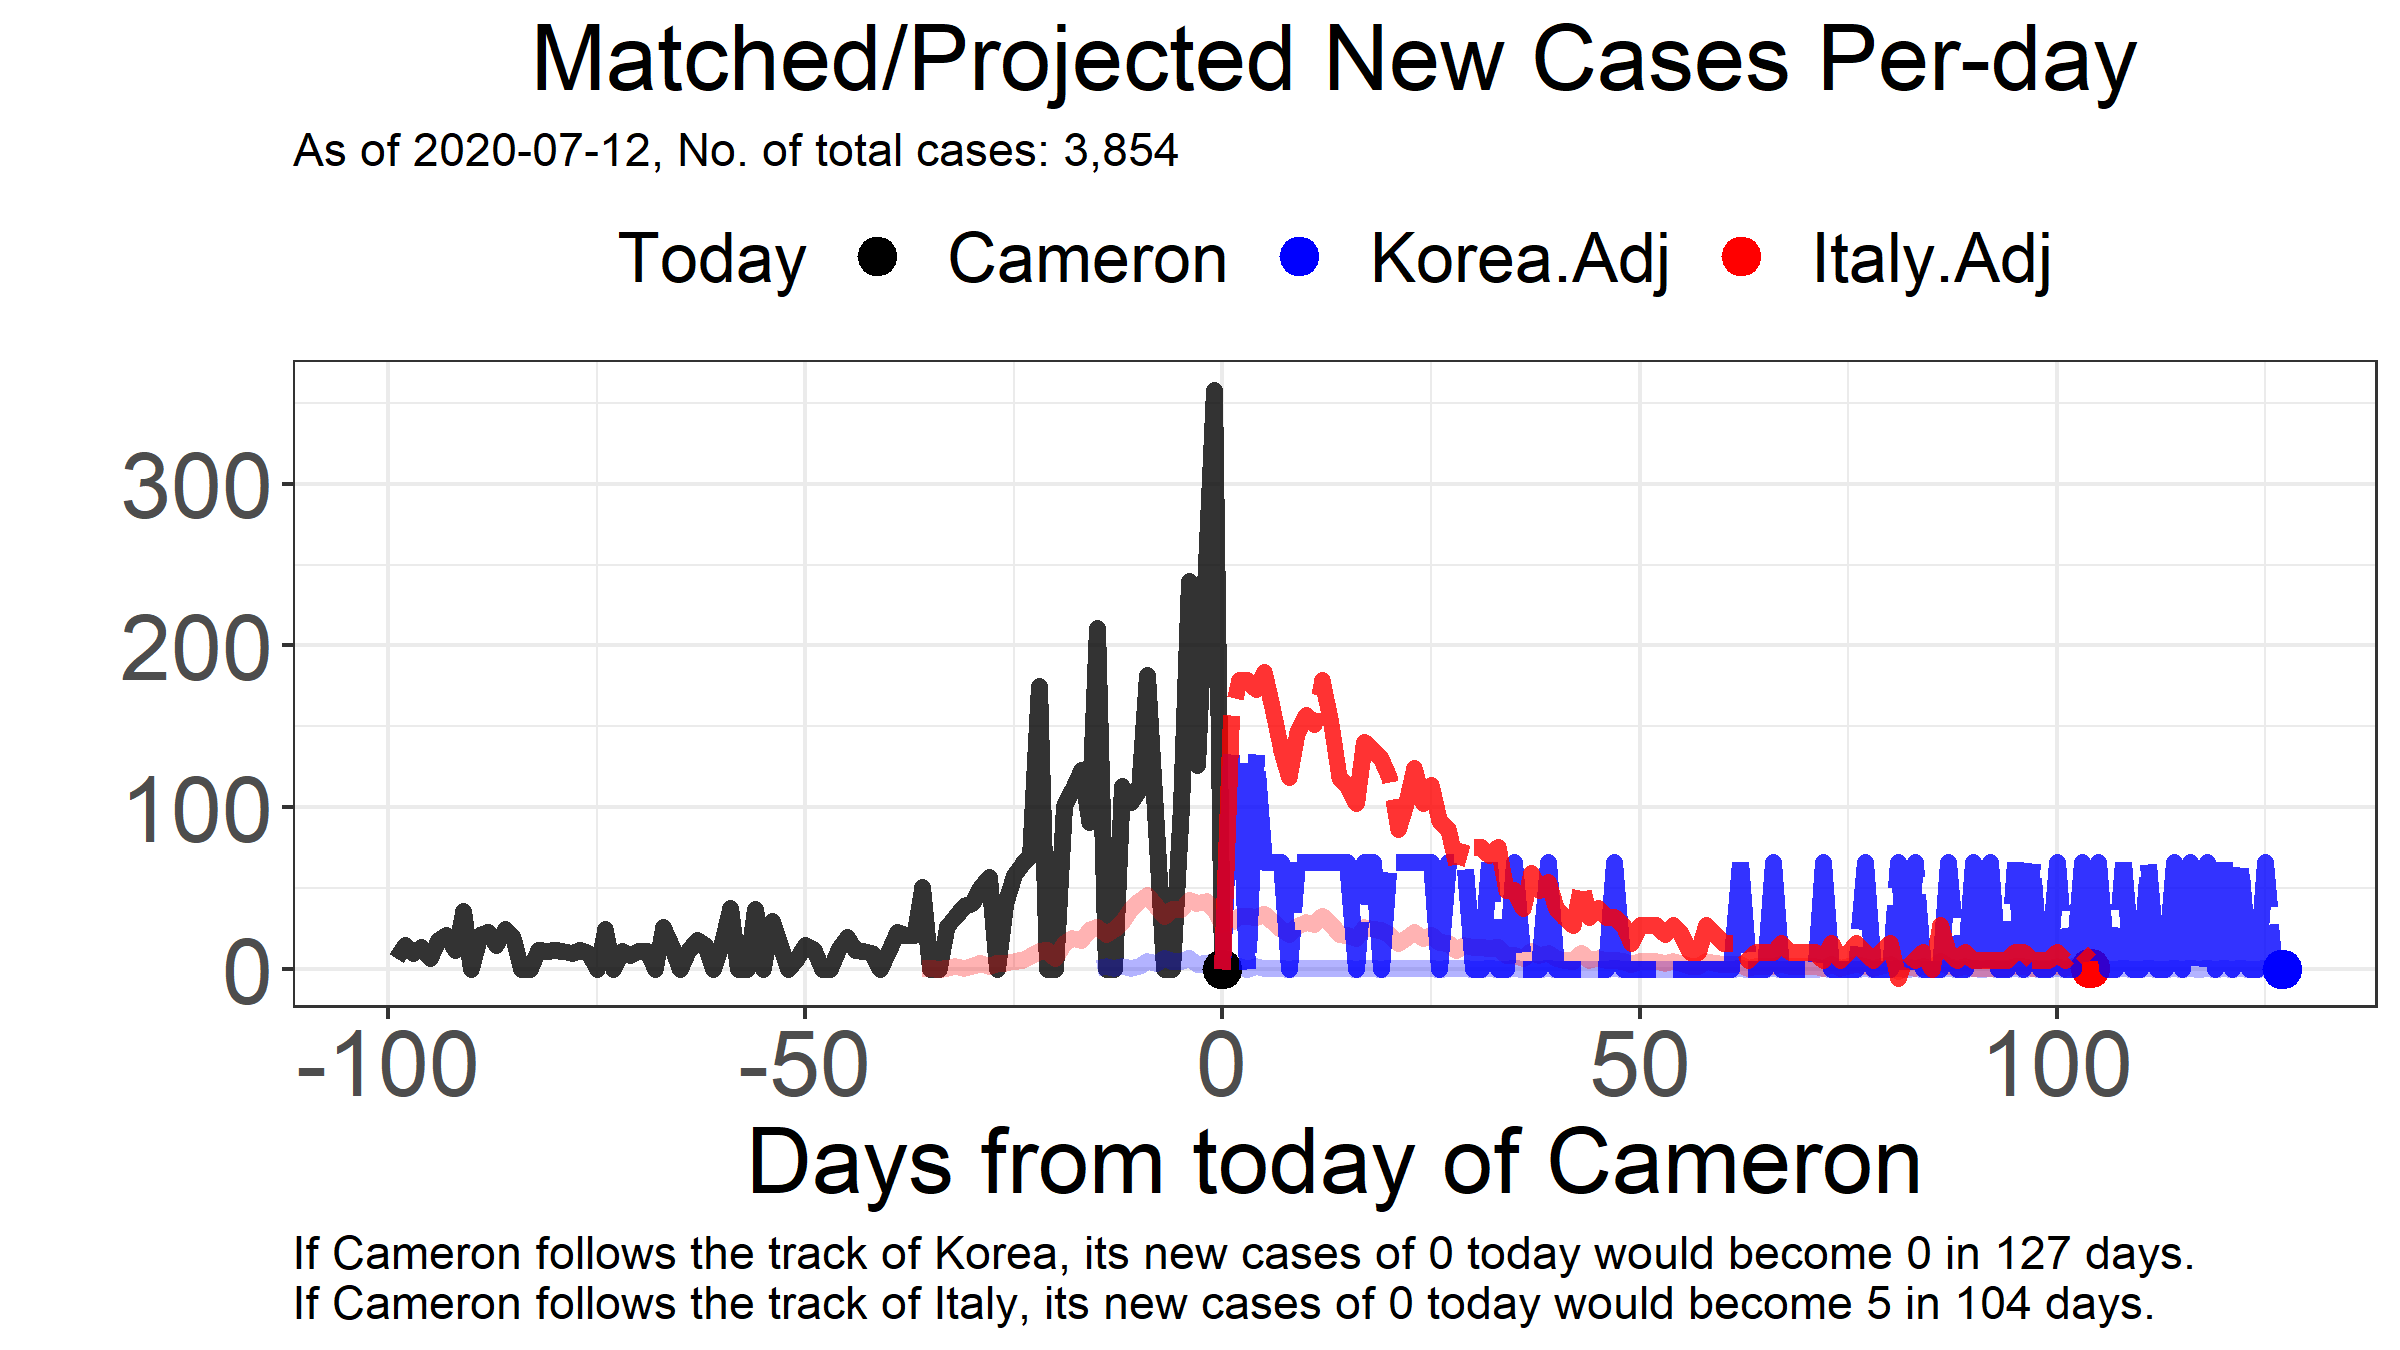 Matched/Projected New Cases Per-day
As of 2020-07-12, No. of total cases: 3,854
Today Cameron Korea.Adj Italy.Adj
300
200
100
0
-100 -50 0 50 100
Days from today of Cameron
If Cameron follows the track of Korea, its new cases of 0 today would become 0 in 127 days.
If Cameron follows the track of Italy, its new cases of 0 today would become 5 in 104 days.